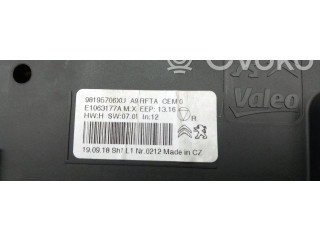 OVOKO
Valeo
98195706XU A9.RFTA OEM 0
E1063177A M:X EEP: 13.16
HW:H SW:07.01 In:12 H
19.09.18 Sh1 L1 Nr.0212 Made in CZ